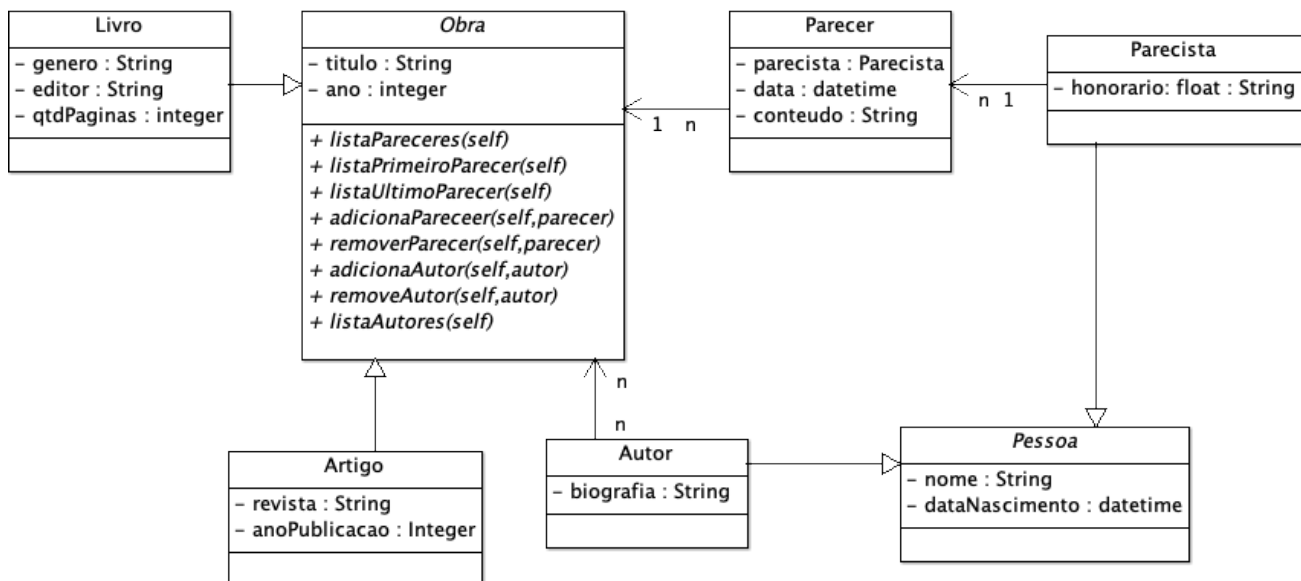 Livro
– genero : String
– editor : String
– qtdPaginas : integer
Obra
– titulo : String
– ano : integer
+ listaPareceres(self)
+ listaPrimeiroParecer(self)
+ listaUltimoParecer(self)
+ adicionaPareceer(self,parecer)
+ removerParecer(self,parecer)
+ adicionaAutor(self,autor)
+ removeAutor(self,autor)
+ listaAutores(self)
1 n
Parecer
– parecista : Parecista
– data : datetime
– conteudo : String
n 1
Parecista
– honorario: float : String
n
n
Artigo
– revista : String
– anoPublicacao : Integer
Autor
– biografia : String
Pessoa
– nome : String
– dataNascimento : datetime